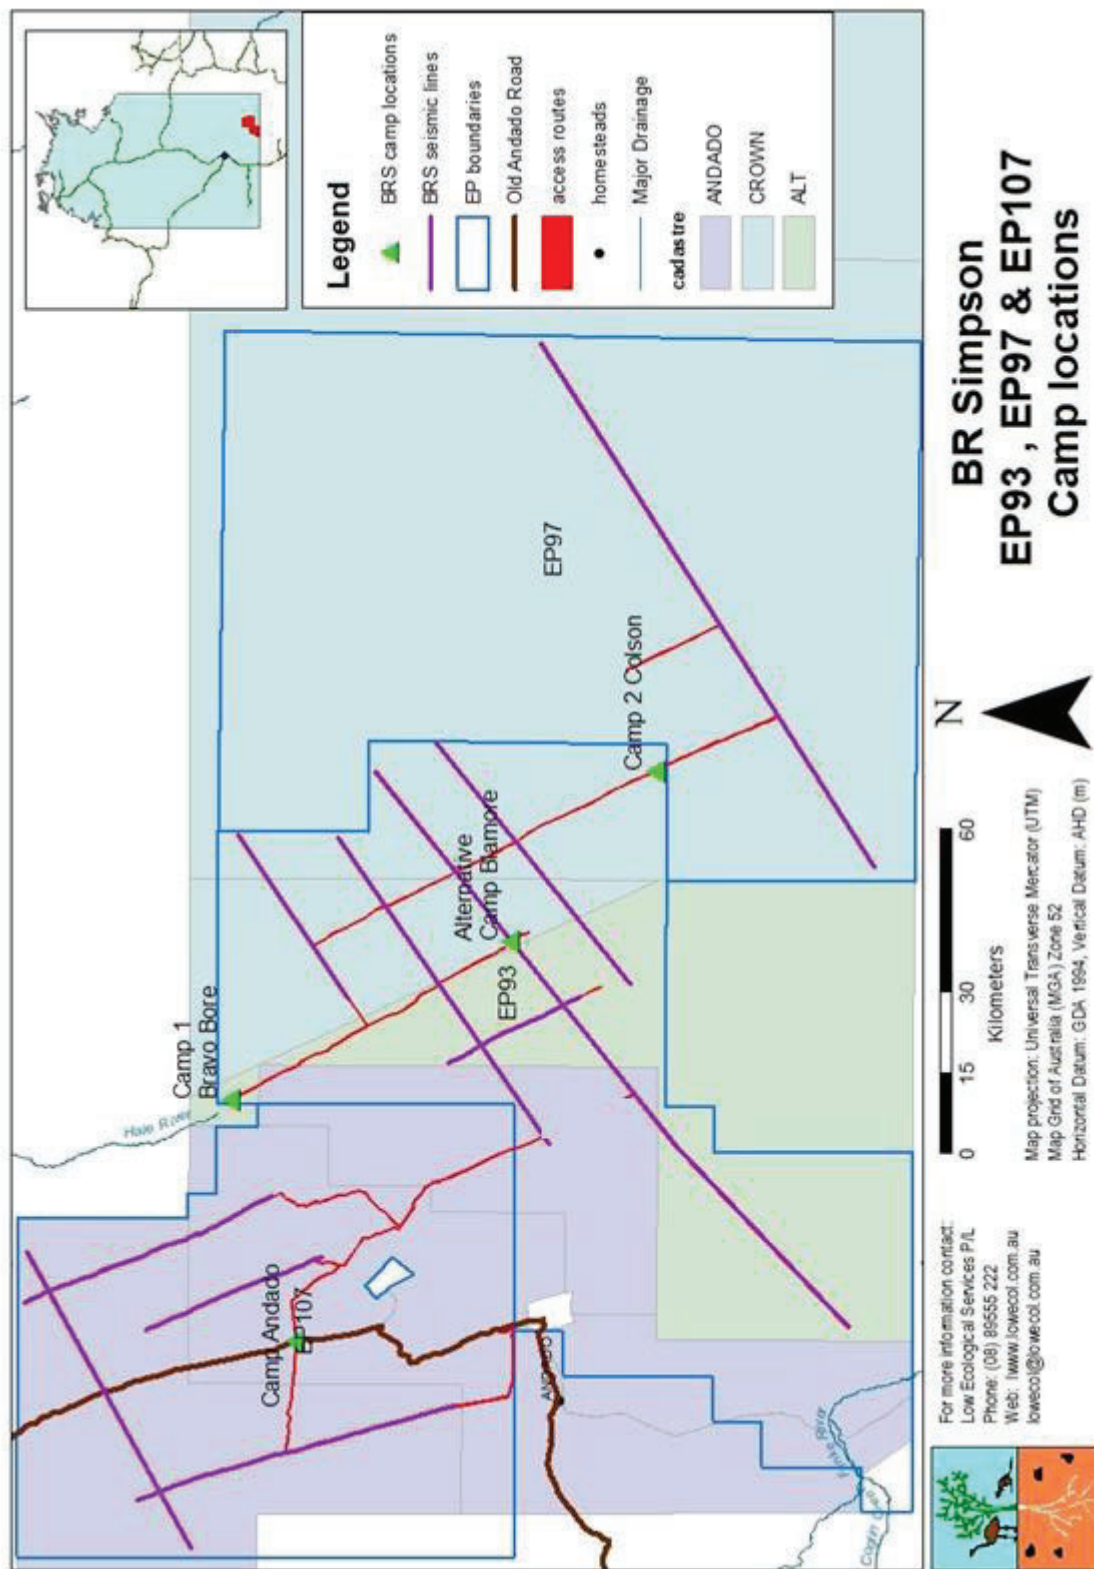 Legend
BRS camp locations
BRS seismic lines
EP boundaries
Old Andado Road
access routes
homesteads
Major Drainage
cadastre
ANDADO
CROWN
ALT
Camp 1
Bravo Bore
Hale River
Camp Andado
EP107
Alternative
Camp Blamore
EP93
Camp 2 Colson
EP97
ANDADO
Finke River
BR Simpson
EP93 , EP97 & EP107
Camp locations
N
0 15 30 60
Kilometers
Map projection: Universal Transverse Mercator (UTM)
Map Grid of Australia (MGA) Zone 52
Horizontal Datum: GDA 1994, Vertical Datum: AHD (m)
For more information contact:
Low Ecological Services P/L
Phone: (08) 89555 222
Web: www.lowecol.com.au
lowecol@lowecol.com.au